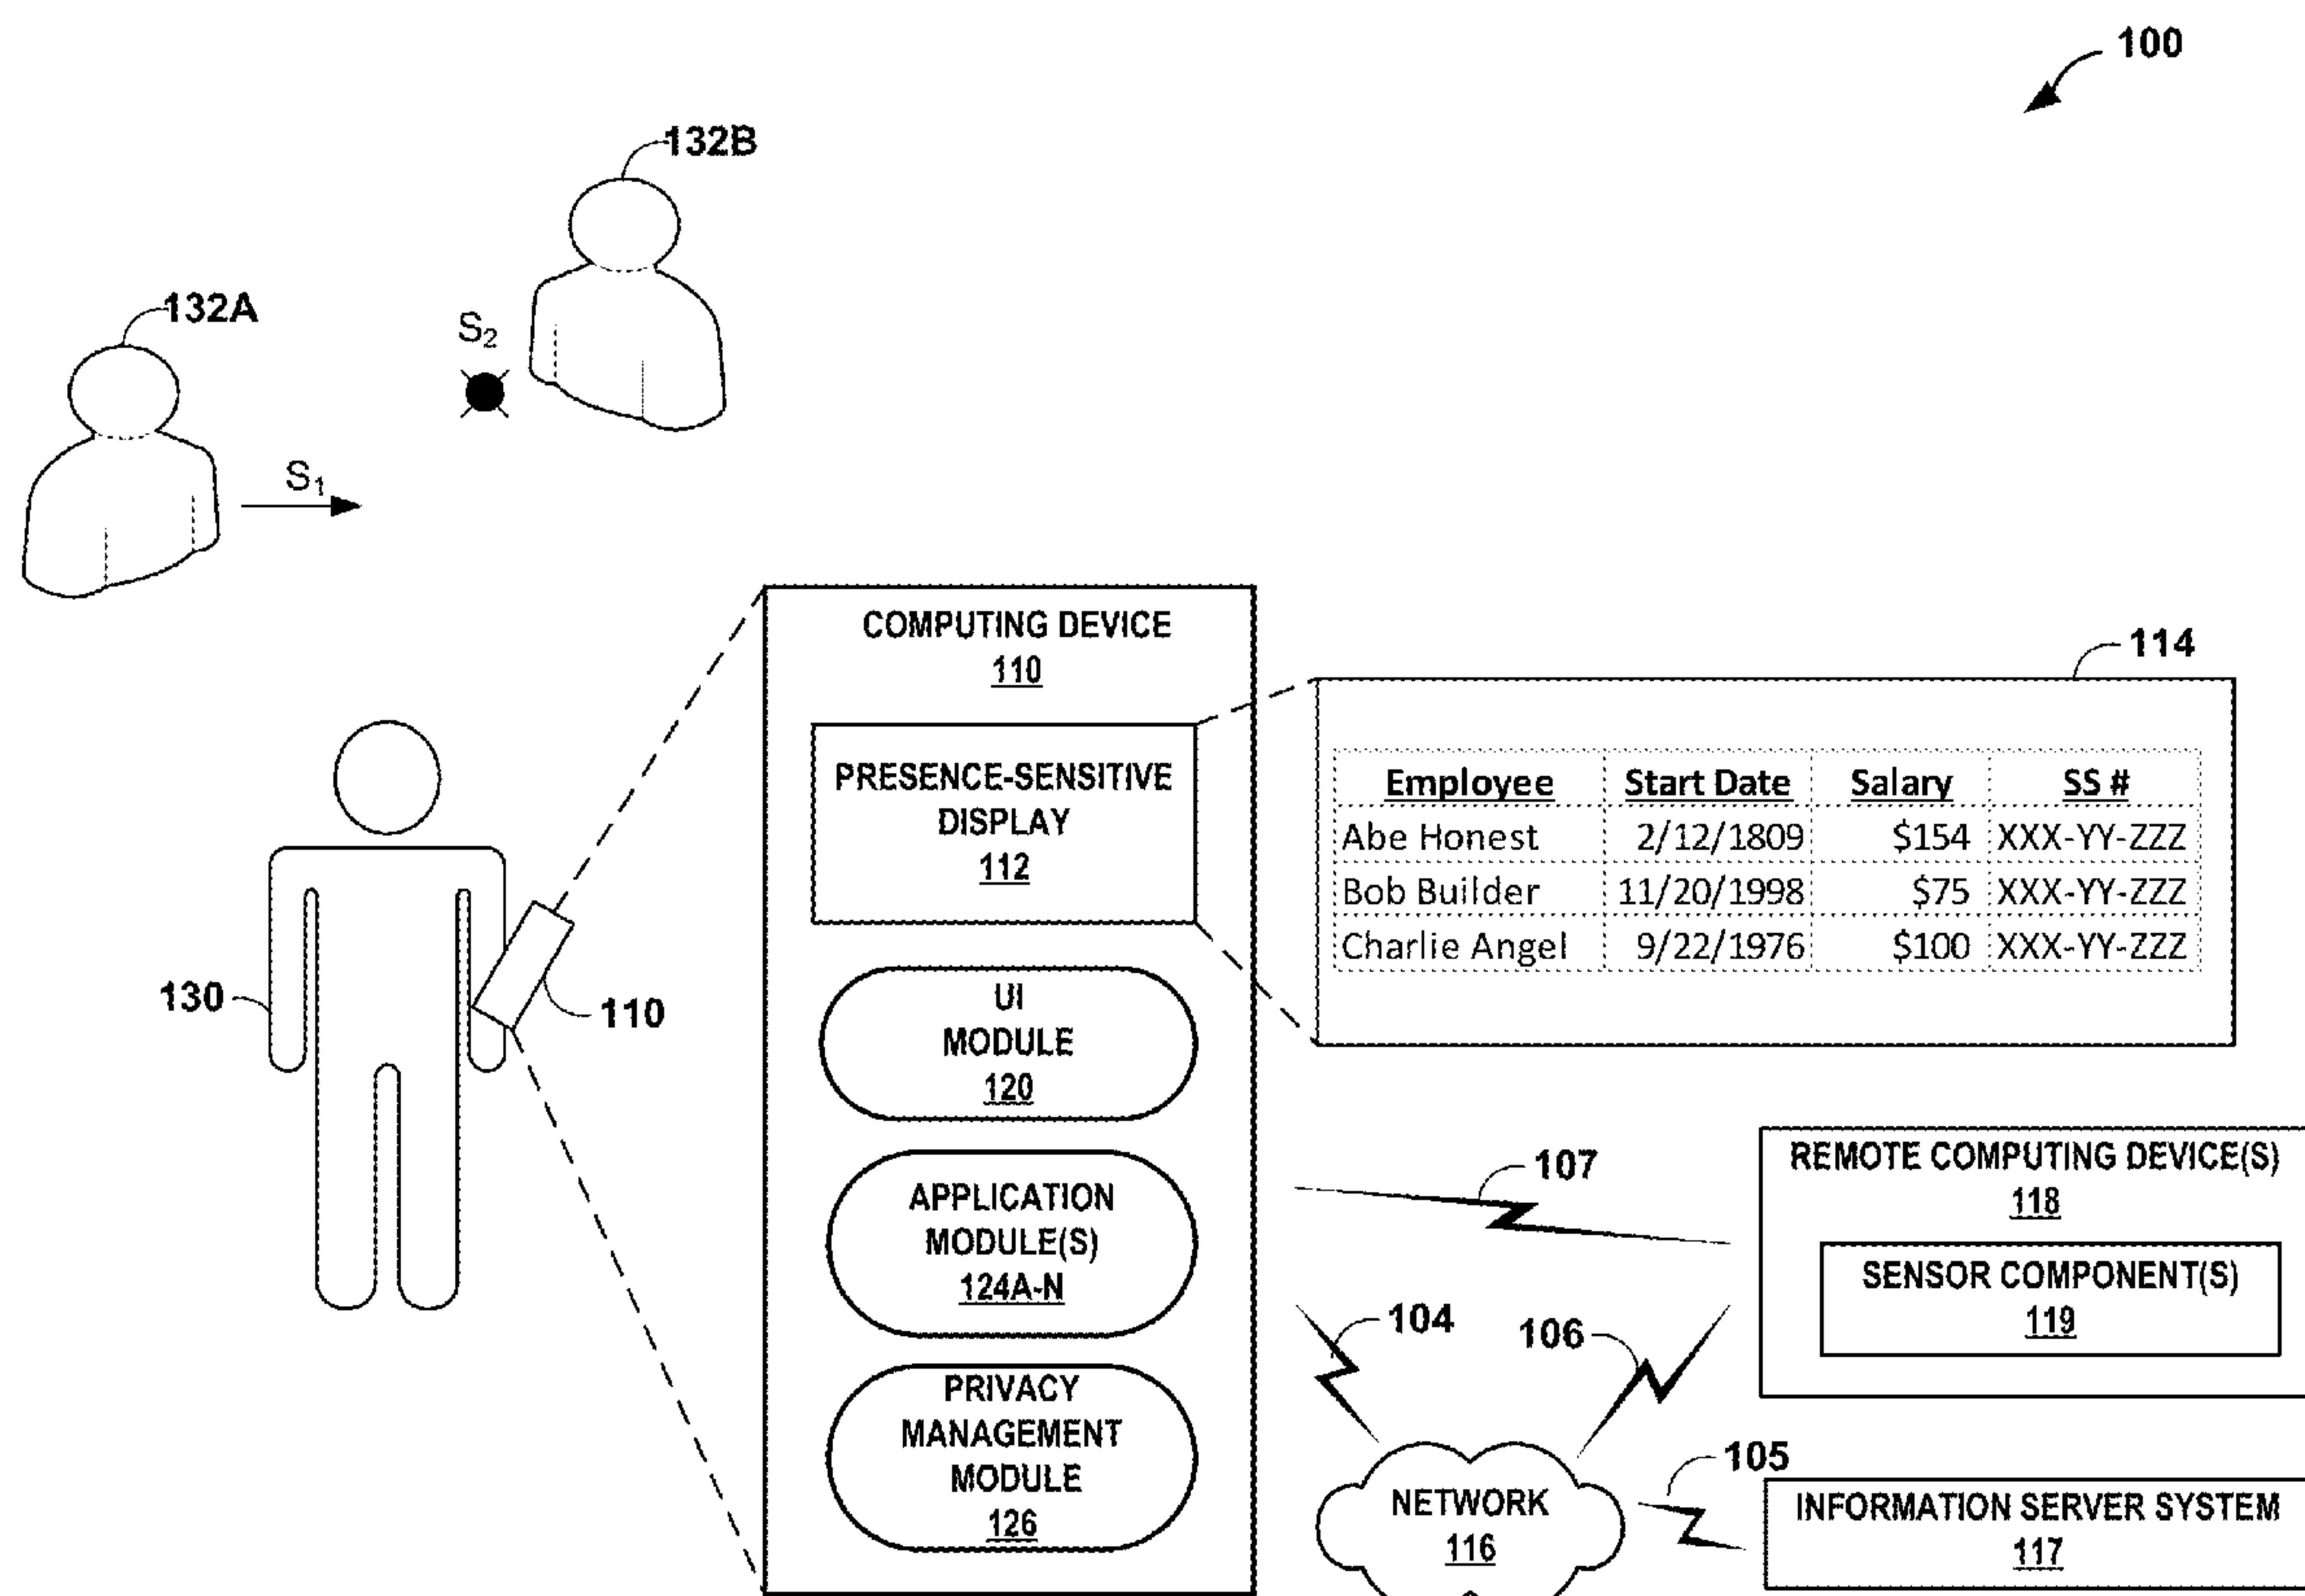 100
132B
132A
S2
S1
COMPUTING DEVICE
110
114
PRESENCE-SENSITIVE
DISPLAY
112
Employee Start Date Salary SS #
Abe Honest 2/12/1809 $154 XXX-YY-ZZZ
Bob Builder 11/20/1998 $75 XXX-YY-ZZZ
Charlie Angel 9/22/1976 $100 XXX-YY-ZZZ
130
110
UI
MODULE
120
APPLICATION
MODULE(S)
124A-N
PRIVACY
MANAGEMENT
MODULE
126
107
REMOTE COMPUTING DEVICE(S)
118
SENSOR COMPONENT(S)
119
104
106
105
NETWORK
116
INFORMATION SERVER SYSTEM
117